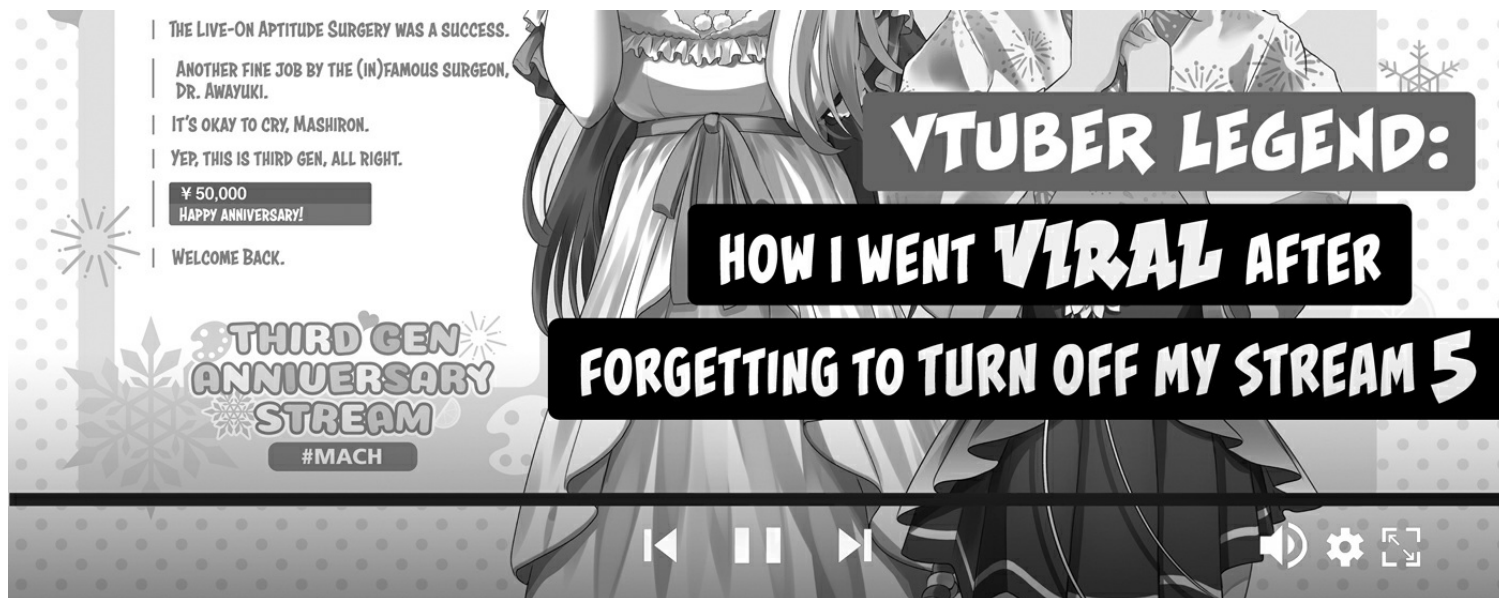 The Live-On Aptitude Surgery was a success.
Another fine job by the (in)famous surgeon,
Dr. Awayuki.
It's okay to cry, Mashiron.
Yep, this is Third Gen, all right.
¥ 50,000
Happy anniversary!
Welcome Back.
THIRD GEN
ANNIVERSARY
STREAM
#MACH
VTUBER LEGEND:
HOW I WENT VIRAL AFTER
FORGETTING TO TURN OFF MY STREAM 5